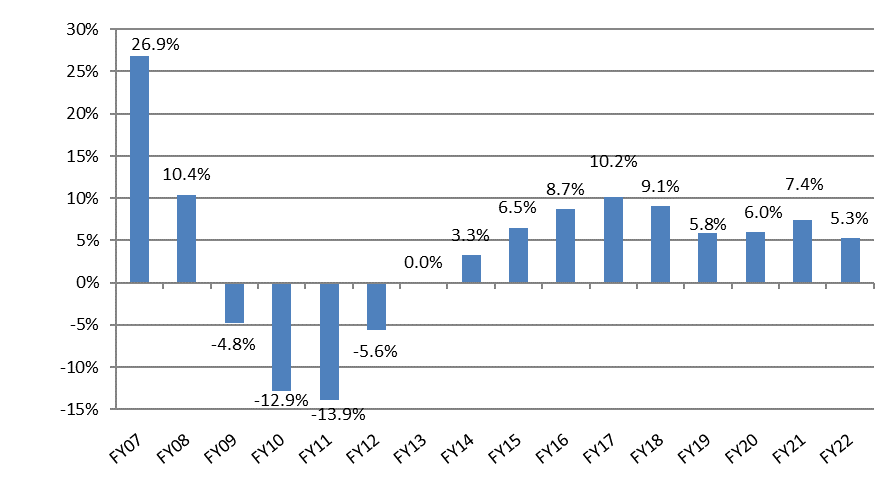 30%
25%
20%
15%
10%
5%
0%
-5%
-10%
-15%
26.9%
10.4%
-4.8%
-12.9%
-13.9%
-5.6%
0.0%
3.3%
6.5%
8.7%
10.2%
9.1%
5.8%
6.0%
7.4%
5.3%
FY07
FY08
FY09
FY10
FY11
FY12
FY13
FY14
FY15
FY16
FY17
FY18
FY19
FY20
FY21
FY22